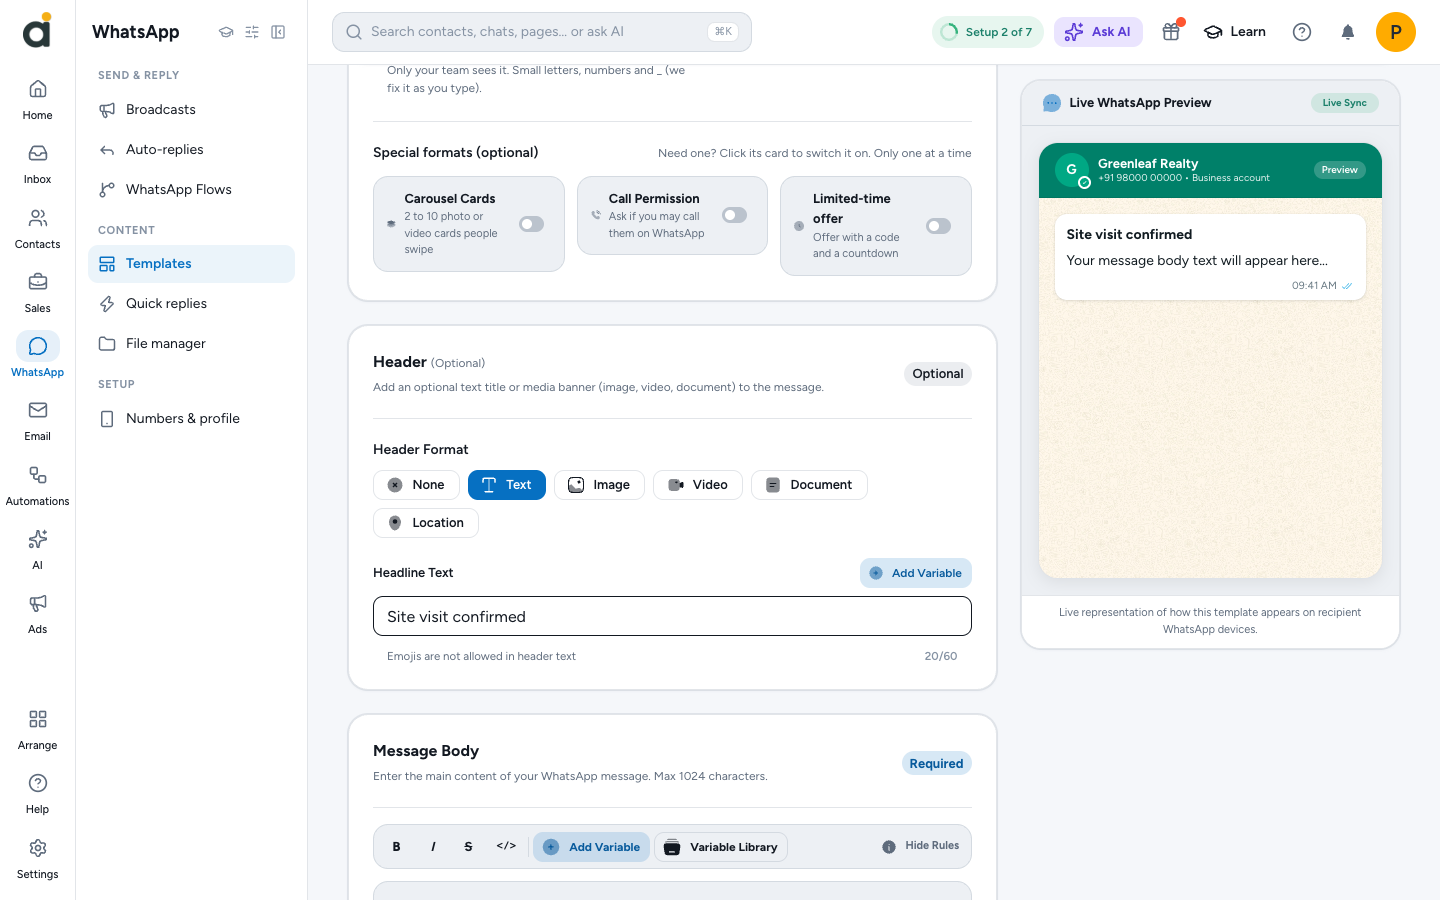 WhatsApp
Search contacts, chats, pages... or ask AI
⌘K
Setup 2 of 7
Ask AI
Learn
P
Home
Inbox
Contacts
Sales
WhatsApp
Email
Automations
AI
Ads
Arrange
Help
Settings
SEND & REPLY
Broadcasts
Auto-replies
WhatsApp Flows
CONTENT
Templates
Quick replies
File manager
SETUP
Numbers & profile
Only your team sees it. Small letters, numbers and _ (we
fix it as you type).
Special formats (optional)
Need one? Click its card to switch it on. Only one at a time
Carousel Cards
2 to 10 photo or
video cards people
swipe
Call Permission
Ask if you may call
them on WhatsApp
Limited-time
offer
Offer with a code
and a countdown
Header (Optional)
Add an optional text title or media banner (image, video, document) to the message.
Optional
Header Format
None
Text
Image
Video
Document
Location
Headline Text
Add Variable
Site visit confirmed
Emojis are not allowed in header text
20/60
Message Body
Enter the main content of your WhatsApp message. Max 1024 characters.
Required
B
I
S
</>
Add Variable
Variable Library
Hide Rules
Live WhatsApp Preview
Live Sync
G
Greenleaf Realty
+91 98000 00000 • Business account
Preview
Site visit confirmed
Your message body text will appear here...
09:41 AM
Live representation of how this template appears on recipient
WhatsApp devices.